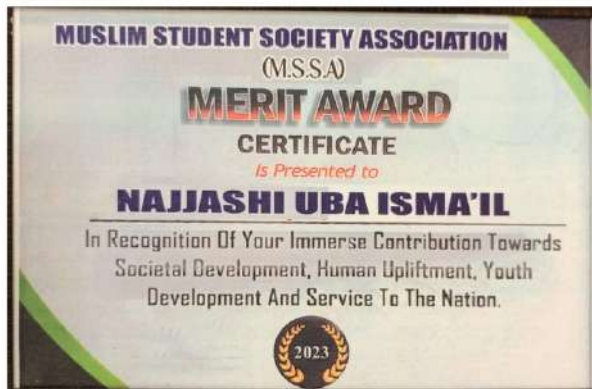 MUSLIM STUDENT SOCIETY ASSOCIATION
(M.S.S.A)
MERIT AWARD
CERTIFICATE
Is Presented to
NAJJASHI UBA ISMA'IL
In Recognition Of Your Immerse Contribution Towards
Societal Development, Human Upliftment, Youth
Development And Service To The Nation.
2023